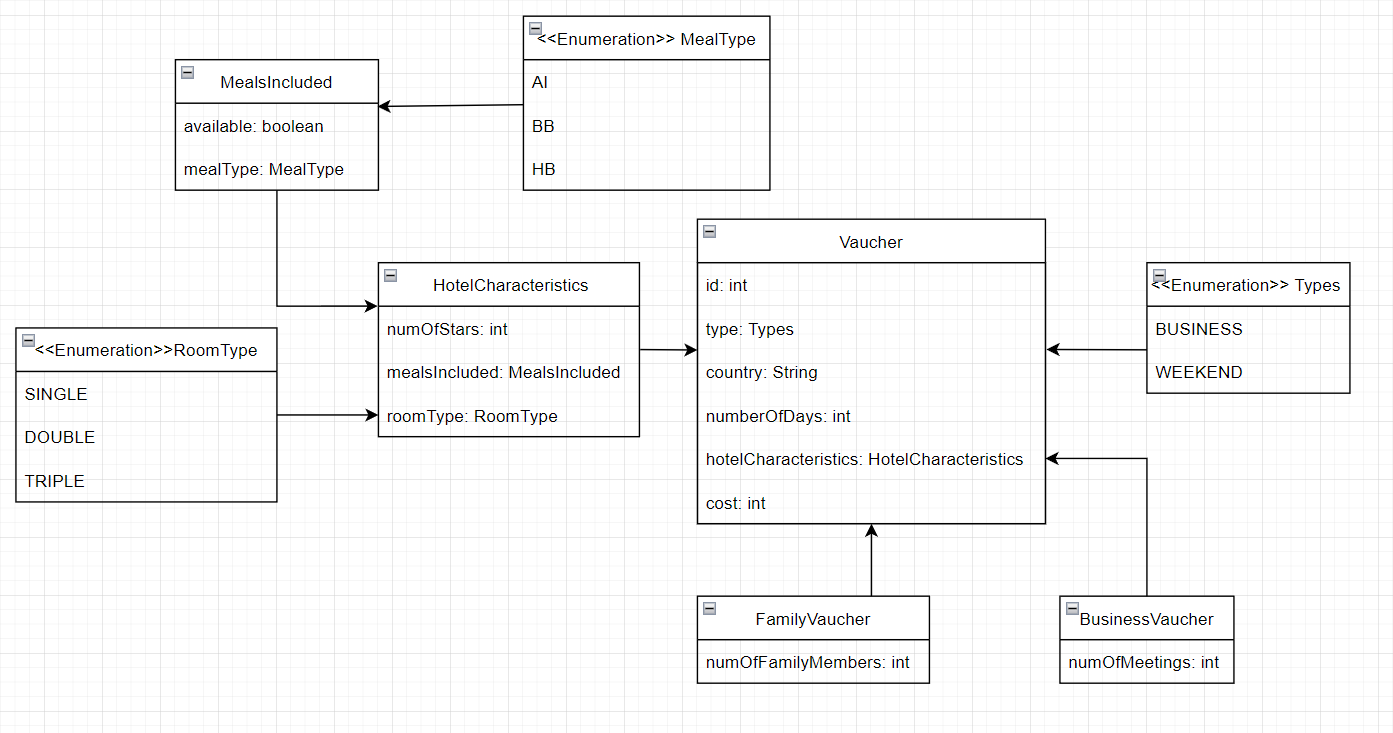 <<Enumeration>> MealType
AI
BB
HB
MealsIncluded
available: boolean
mealType: MealType
Vaucher
id: int
type: Types
country: String
numberOfDays: int
hotelCharacteristics: HotelCharacteristics
cost: int
HotelCharacteristics
numOfStars: int
mealsIncluded: MealsIncluded
roomType: RoomType
<<Enumeration>> Types
BUSINESS
WEEKEND
<<Enumeration>>RoomType
SINGLE
DOUBLE
TRIPLE
FamilyVaucher
numOfFamilyMembers: int
BusinessVaucher
numOfMeetings: int